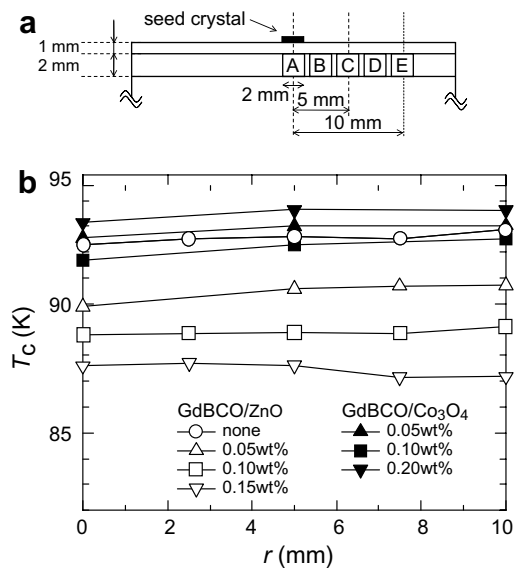 a
seed crystal
1 mm
2 mm
A B C D E
2 mm
5 mm
10 mm
b
95
90
85
T_C (K)
GdBCO/ZnO
none
0.05wt%
0.10wt%
0.15wt%
GdBCO/Co₃O₄
0.05wt%
0.10wt%
0.20wt%
0 2 4 6 8 10
r (mm)